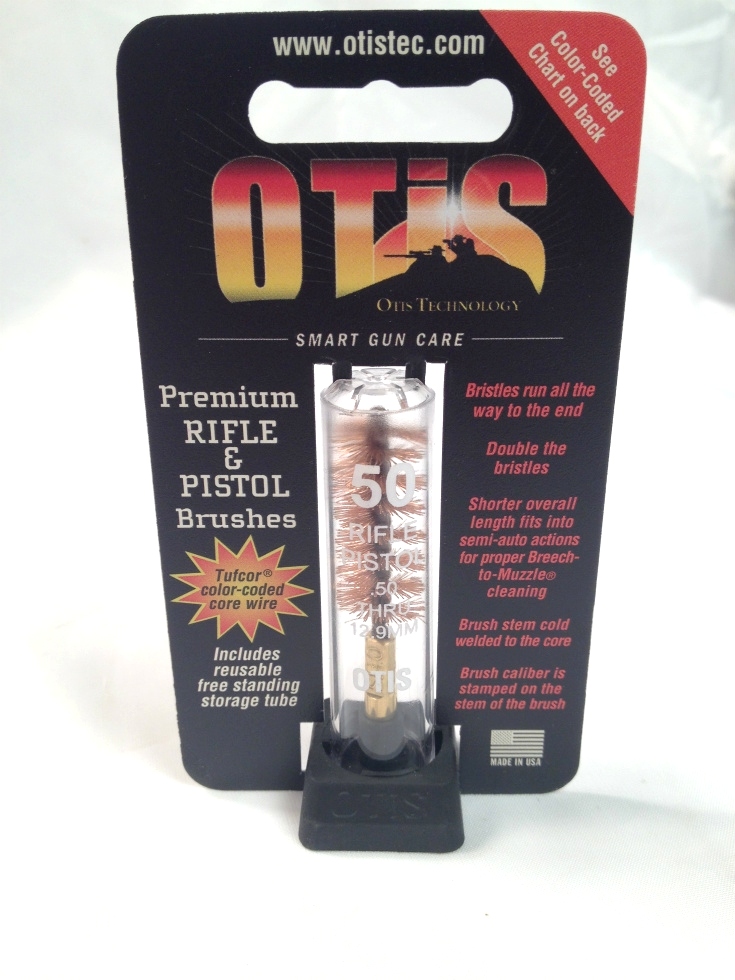 www.otistec.com
See
Color-Coded
Chart on back
OTiS
OTIS TECHNOLOGY
SMART GUN CARE
Premium
RIFLE
&
PISTOL
Brushes
Tufcor®
color-coded
core wire
Includes
reusable
free standing
storage tube
50
RIFLE
PISTOL
.50
THRU
12.9MM
OTIS
OTIS
Bristles run all the
way to the end
Double the
bristles
Shorter overall
length fits into
semi-auto actions
for proper Breech-
to-Muzzle®
cleaning
Brush stem cold
welded to the core
Brush caliber is
stamped on the
stem of the brush
MADE IN USA